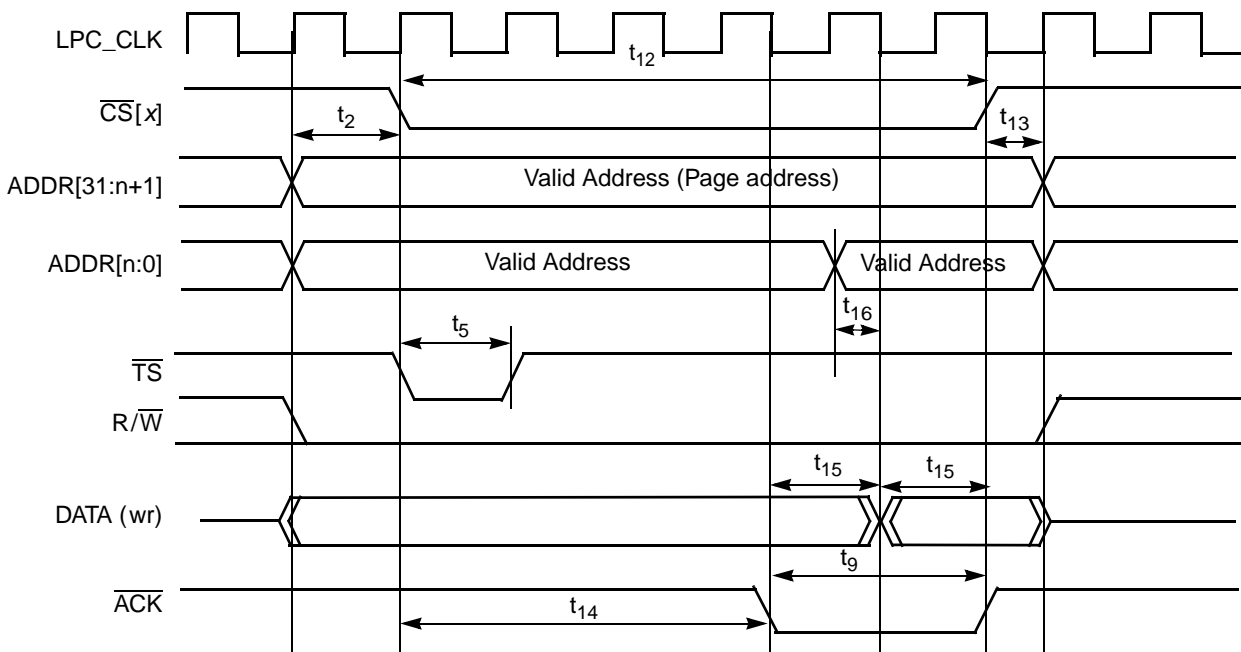 LPC_CLK
t12
CS[x]
t2
t13
ADDR[31:n+1]
Valid Address (Page address)
ADDR[n:0]
Valid Address
Valid Address
t16
t5
TS
R/W
t15
t15
DATA (wr)
t9
ACK
t14